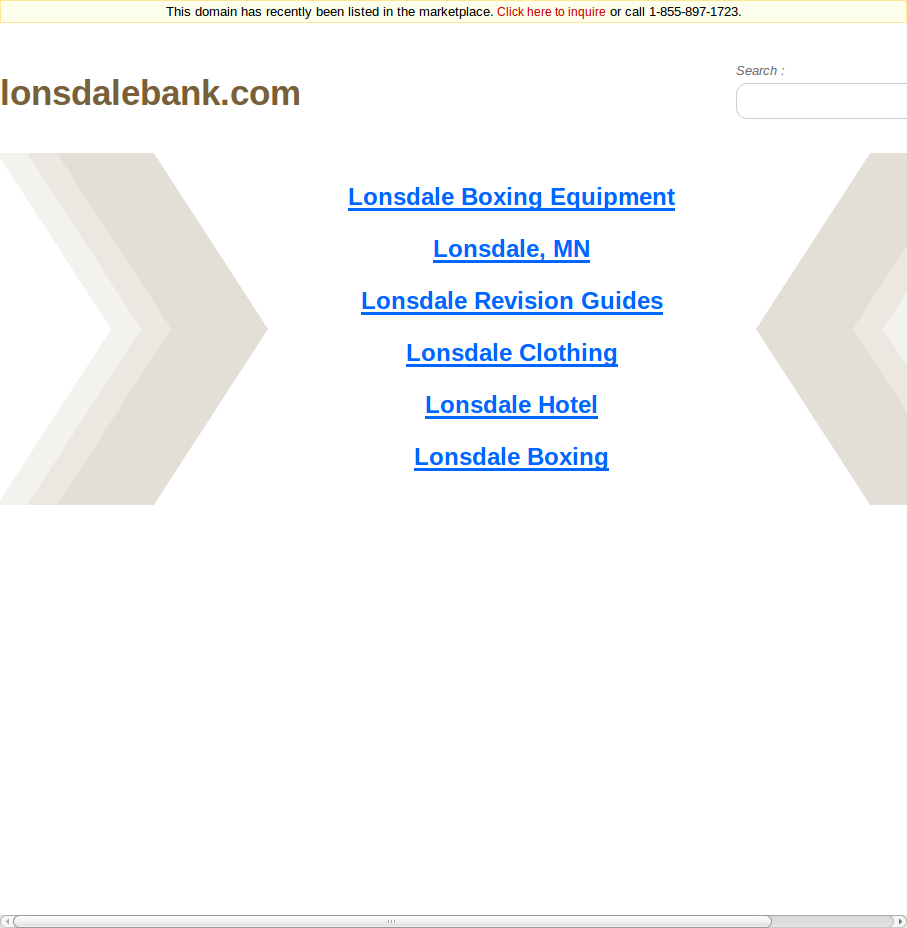 This domain has recently been listed in the marketplace. Click here to inquire or call 1-855-897-1723.
lonsdalebank.com
Search :
Lonsdale Boxing Equipment
Lonsdale, MN
Lonsdale Revision Guides
Lonsdale Clothing
Lonsdale Hotel
Lonsdale Boxing